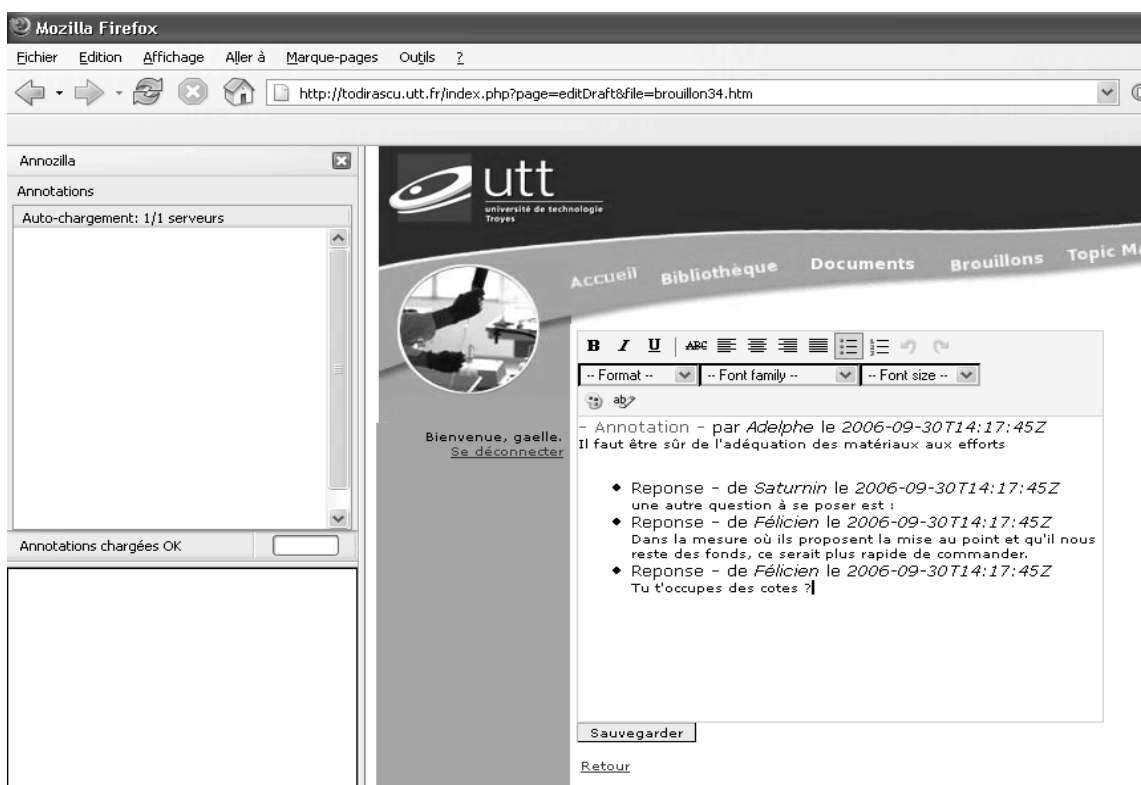 Mozilla Firefox
Fichier Edition Affichage Aller à Marque-pages Outils ?
http://todirascu.utt.fr/index.php?page=editDraft&file=brouillon34.htm
Annozilla
Annotations
Auto-chargement: 1/1 serveurs
Annotations chargées OK
utt
université de technologie
Troyes
Accueil Bibliothèque Documents Brouillons Topic Ma
Bienvenue, gaelle.
Se déconnecter
B I U ABC
-- Format -- -- Font family -- -- Font size --
ab
- Annotation - par Adelphe le 2006-09-30T14:17:45Z
Il faut être sûr de l'adéquation des matériaux aux efforts
• Reponse - de Saturnin le 2006-09-30T14:17:45Z
une autre question à se poser est :
• Reponse - de Félicien le 2006-09-30T14:17:45Z
Dans la mesure où ils proposent la mise au point et qu'il nous
reste des fonds, ce serait plus rapide de commander.
• Reponse - de Félicien le 2006-09-30T14:17:45Z
Tu t'occupes des cotes ?
Sauvegarder
Retour